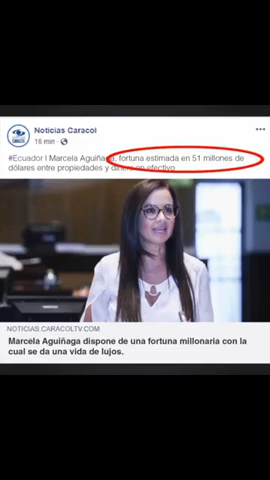 Noticias Caracol
16 min ·
#Ecuador | Marcela Aguiñaga, fortuna estimada en 51 millones de
dólares entre propiedades y dinero en efectivo
NOTICIAS.CARACOLTV.COM
Marcela Aguiñaga dispone de una fortuna millonaria con la
cual se da una vida de lujos.